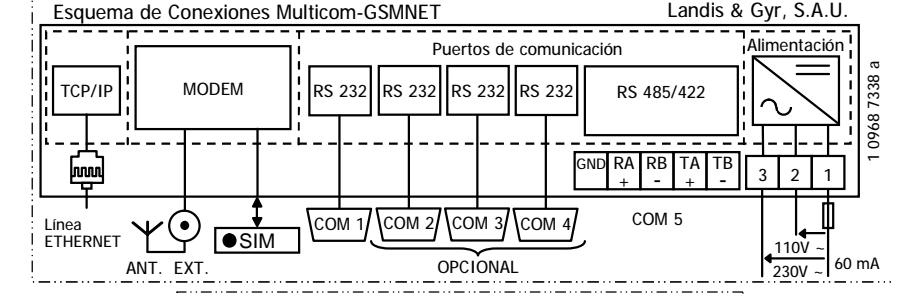 Esquema de Conexiones Multicom-GSMNET
Landis & Gyr, S.A.U.
Puertos de comunicación
Alimentación
TCP/IP
MODEM
RS 232
RS 232
RS 232
RS 232
RS 485/422
1 0968 7338 a
GND RA + RB - TA + TB -
3 2 1
Línea
ETHERNET
ANT. EXT.
SIM
COM 1
COM 2
COM 3
COM 4
COM 5
OPCIONAL
110V ~
230V ~
60 mA